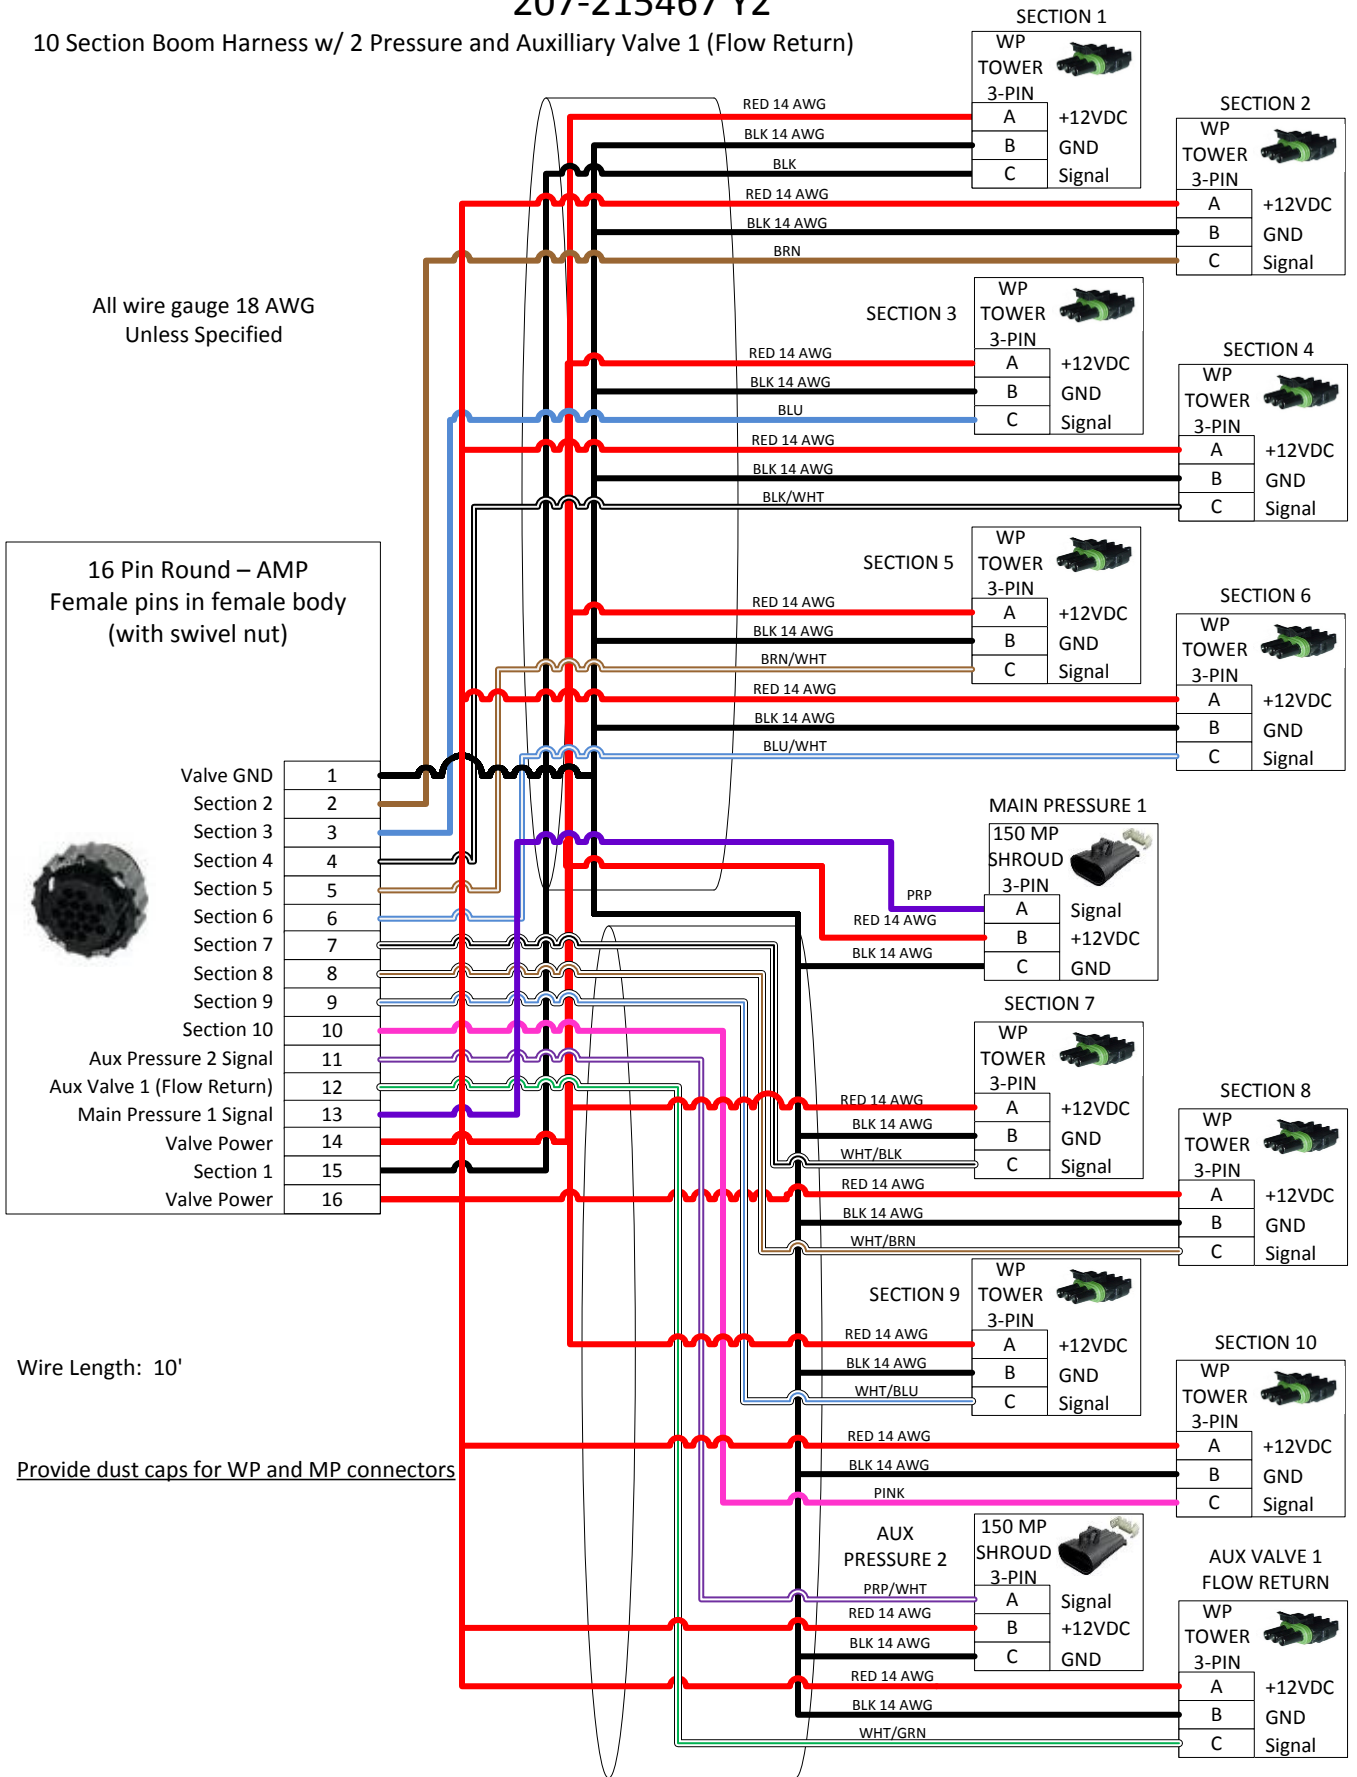 207-215467 Y2
10 Section Boom Harness w/ 2 Pressure and Auxilliary Valve 1 (Flow Return)
SECTION 1
WP
TOWER
3-PIN
RED 14 AWG
A
+12VDC
BLK 14 AWG
B
GND
BLK
C
Signal
SECTION 2
WP
TOWER
3-PIN
RED 14 AWG
A
+12VDC
BLK 14 AWG
B
GND
BRN
C
Signal
All wire gauge 18 AWG
Unless Specified
SECTION 3
WP
TOWER
3-PIN
RED 14 AWG
A
+12VDC
BLK 14 AWG
B
GND
BLU
C
Signal
SECTION 4
WP
TOWER
3-PIN
RED 14 AWG
A
+12VDC
BLK 14 AWG
B
GND
BLK/WHT
C
Signal
SECTION 5
WP
TOWER
3-PIN
RED 14 AWG
A
+12VDC
BLK 14 AWG
B
GND
BRN/WHT
C
Signal
SECTION 6
WP
TOWER
3-PIN
RED 14 AWG
A
+12VDC
BLK 14 AWG
B
GND
BLU/WHT
C
Signal
16 Pin Round – AMP
Female pins in female body
(with swivel nut)
Valve GND 1
Section 2 2
Section 3 3
Section 4 4
Section 5 5
Section 6 6
Section 7 7
Section 8 8
Section 9 9
Section 10 10
Aux Pressure 2 Signal 11
Aux Valve 1 (Flow Return) 12
Main Pressure 1 Signal 13
Valve Power 14
Section 1 15
Valve Power 16
MAIN PRESSURE 1
150 MP
SHROUD
3-PIN
PRP
A
Signal
RED 14 AWG
B
+12VDC
BLK 14 AWG
C
GND
SECTION 7
WP
TOWER
3-PIN
RED 14 AWG
A
+12VDC
BLK 14 AWG
B
GND
WHT/BLK
C
Signal
SECTION 8
WP
TOWER
3-PIN
RED 14 AWG
A
+12VDC
BLK 14 AWG
B
GND
WHT/BRN
C
Signal
SECTION 9
WP
TOWER
3-PIN
RED 14 AWG
A
+12VDC
BLK 14 AWG
B
GND
WHT/BLU
C
Signal
SECTION 10
WP
TOWER
3-PIN
RED 14 AWG
A
+12VDC
BLK 14 AWG
B
GND
PINK
C
Signal
Wire Length: 10'
Provide dust caps for WP and MP connectors
AUX
PRESSURE 2
150 MP
SHROUD
3-PIN
PRP/WHT
A
Signal
RED 14 AWG
B
+12VDC
BLK 14 AWG
C
GND
AUX VALVE 1
FLOW RETURN
WP
TOWER
3-PIN
RED 14 AWG
A
+12VDC
BLK 14 AWG
B
GND
WHT/GRN
C
Signal